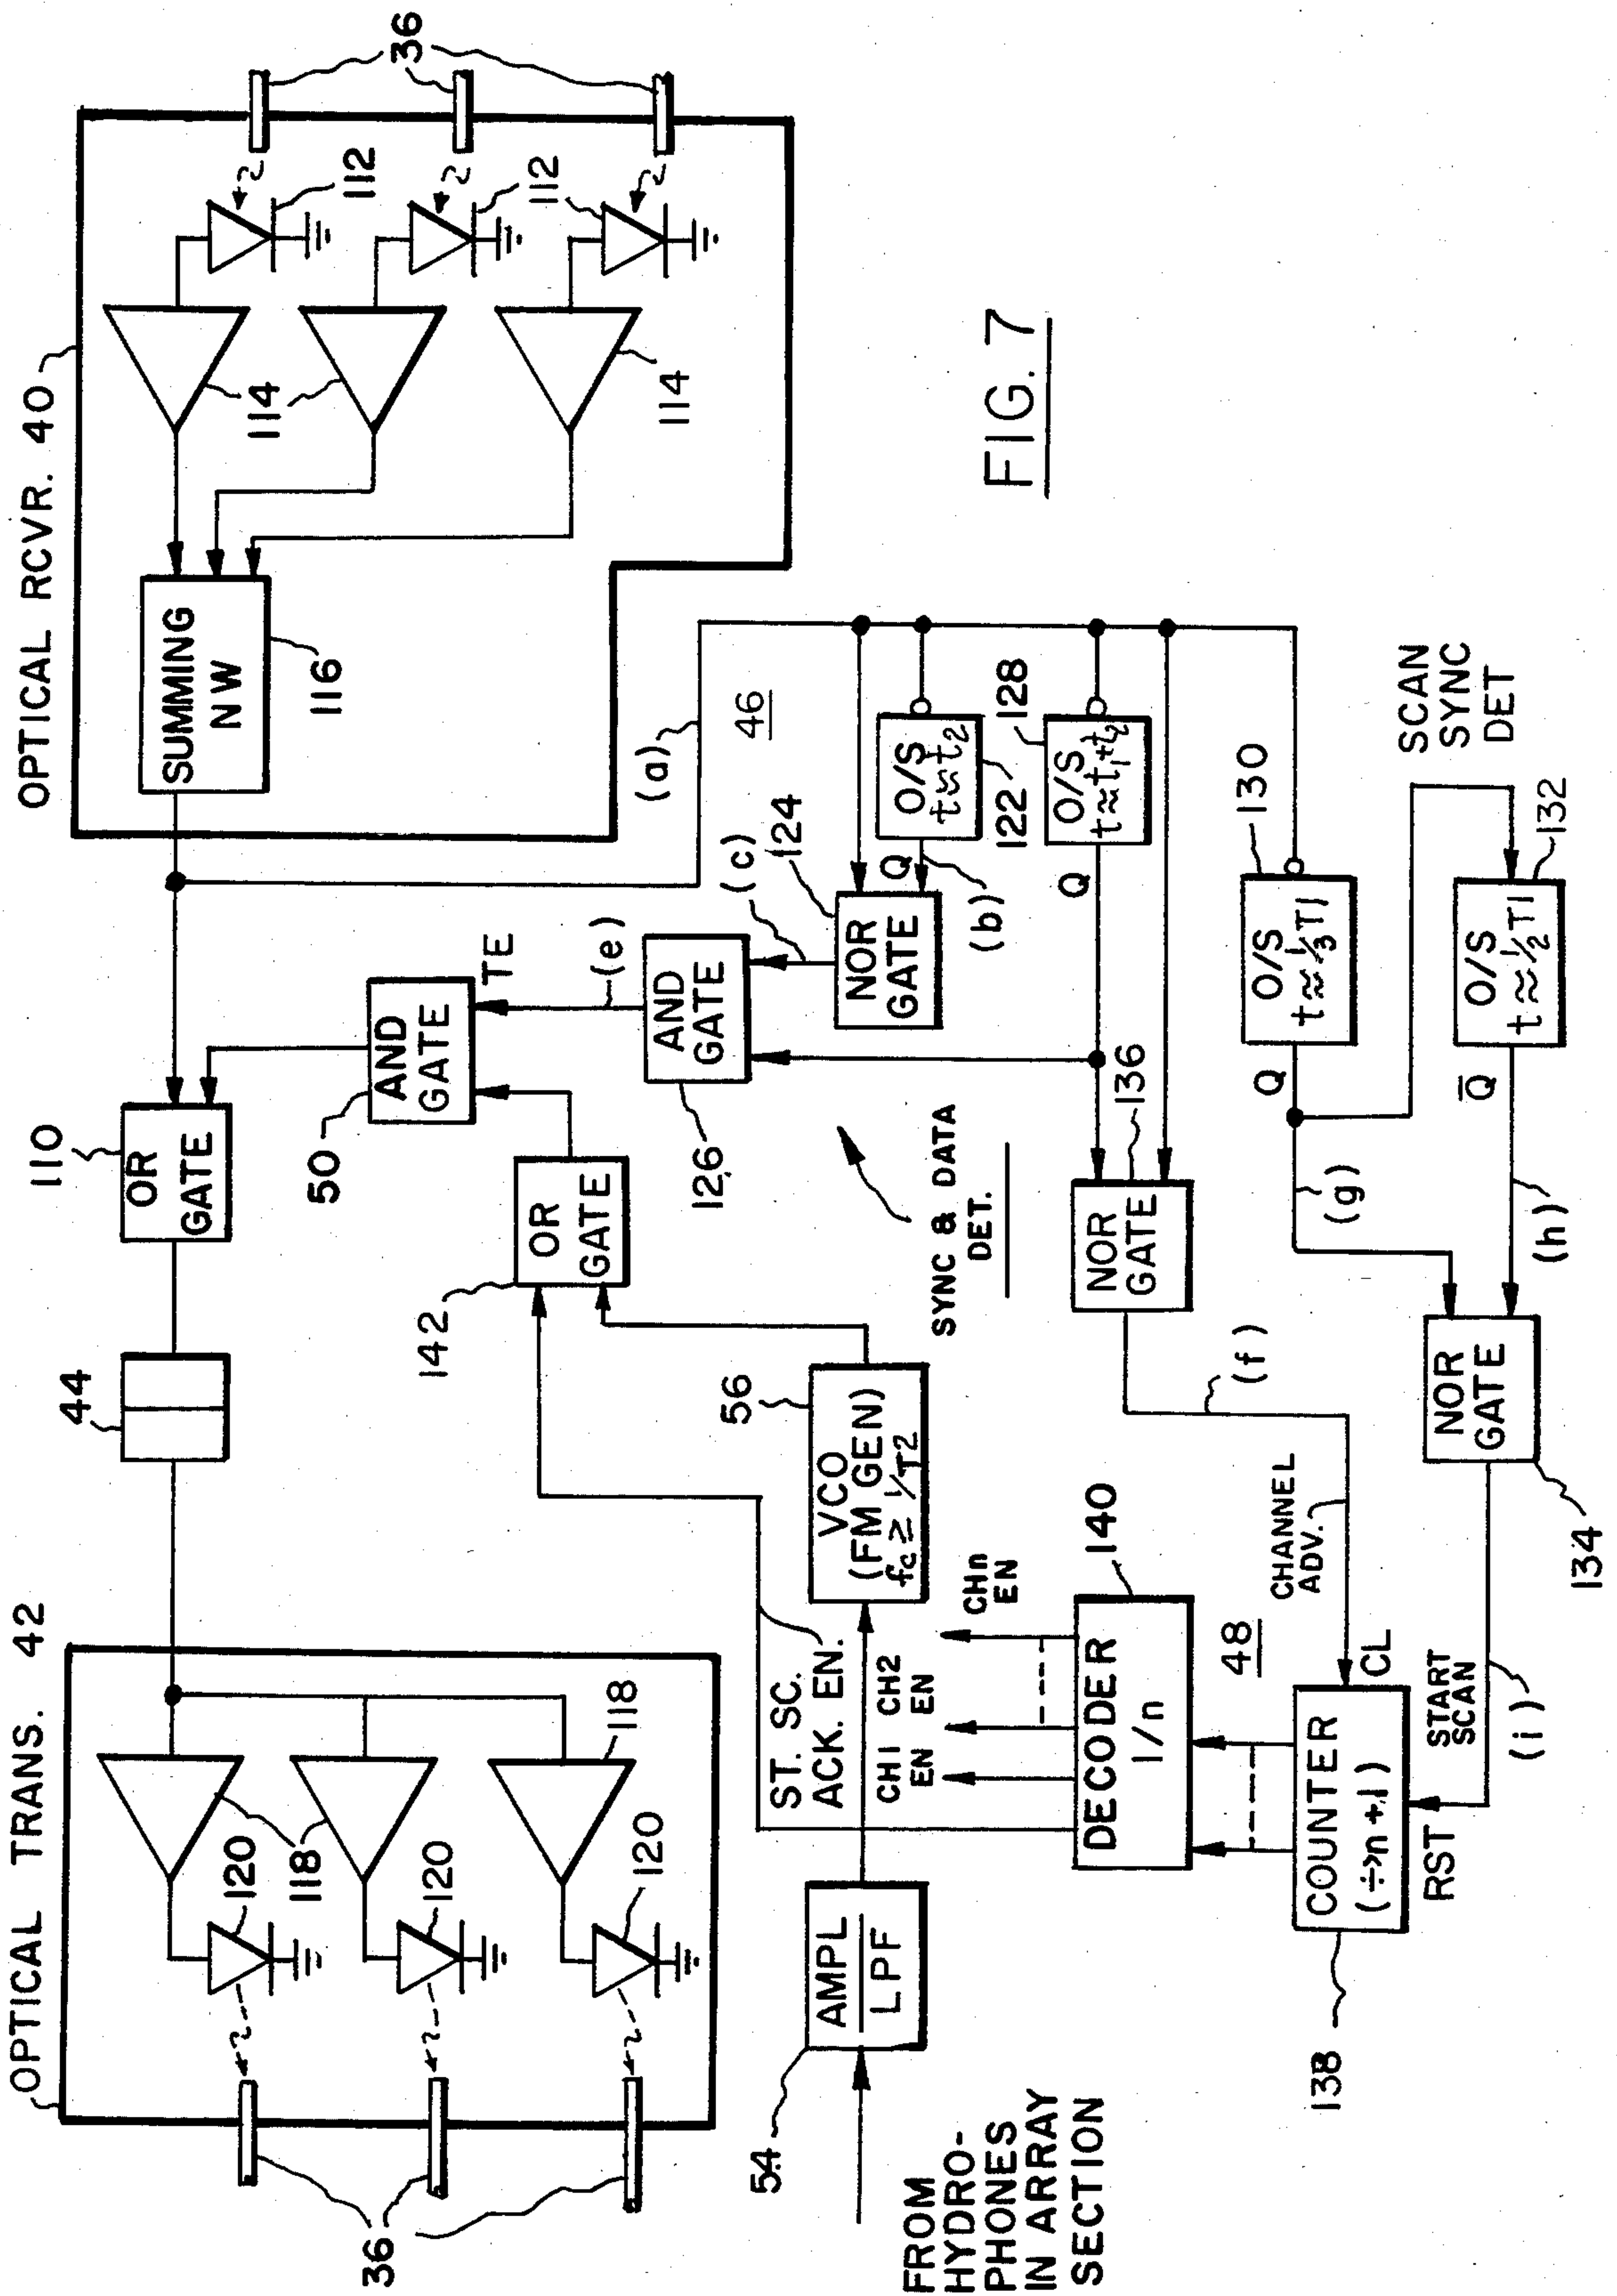 OPTICAL TRANS. 42
36
120
118
120
118
120
44
110
OR
GATE
OPTICAL RCVR. 40
SUMMING
NW
116
114
114
112
112
36
50
AND
GATE
TE
(e)
142
OR
GATE
126
AND
GATE
(c)
124
NOR
GATE
(a)
46
O/S
t≈t2
122
Q
(b)
128
O/S
t≈t1+t2
Q
SYNC & DATA
DET.
136
NOR
GATE
(f)
130
O/S
t≈1/3T1
Q
(g)
SCAN
SYNC
DET
132
O/S
t≈1/2T1
Q̅
(h)
NOR
GATE
134
START
SCAN
(i)
CHANNEL
ADV.
CL
RST
48
COUNTER
(÷→n+1)
138
DECODER
1/n
140
CH1
EN
CH2
EN
CHn
EN
ST. SC.
ACK. EN.
56
VCO
(FM GEN)
fc ≥ 1/T2
AMPL
LPF
54
FROM
HYDRO-
PHONES
IN ARRAY
SECTION
FIG. 7